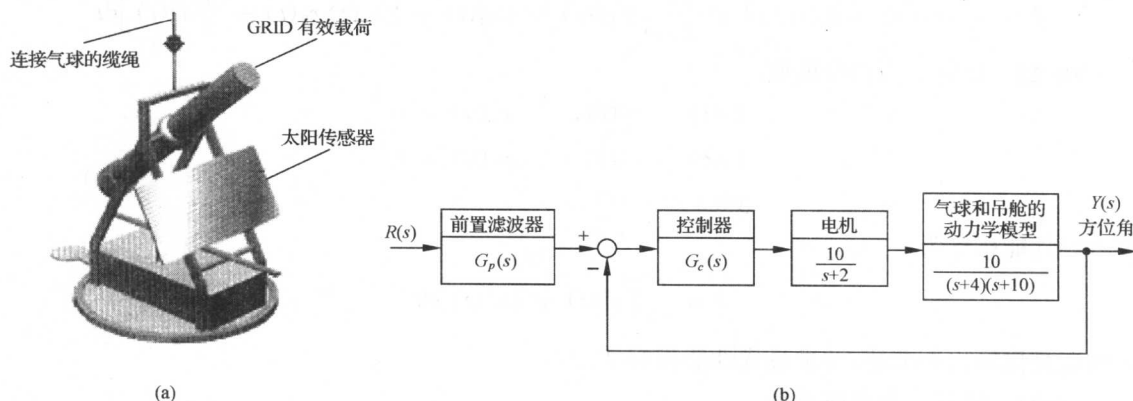 GRID 有效载荷
连接气球的缆绳
太阳传感器
(a)
R(s)
前置滤波器
G_p(s)
+
−
控制器
G_c(s)
电机
10
s+2
气球和吊舱的
动力学模型
10
(s+4)(s+10)
Y(s)
方位角
(b)